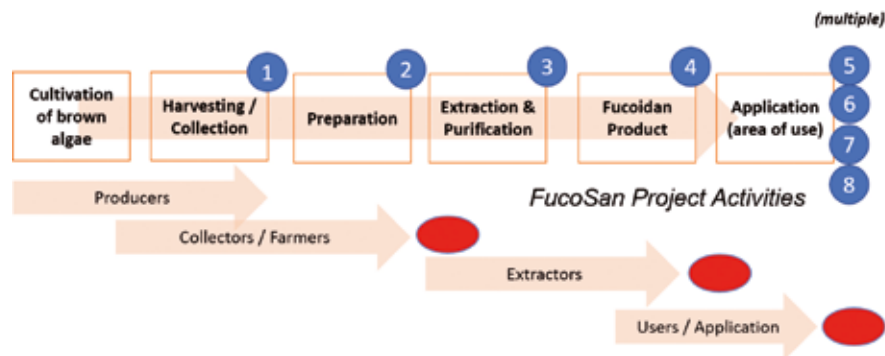 (multiple)
1
2
3
4
5
6
7
8
Cultivation
of brown
algae
Harvesting /
Collection
Preparation
Extraction &
Purification
Fucoidan
Product
Application
(area of use)
Producers
FucoSan Project Activities
Collectors / Farmers
Extractors
Users / Application